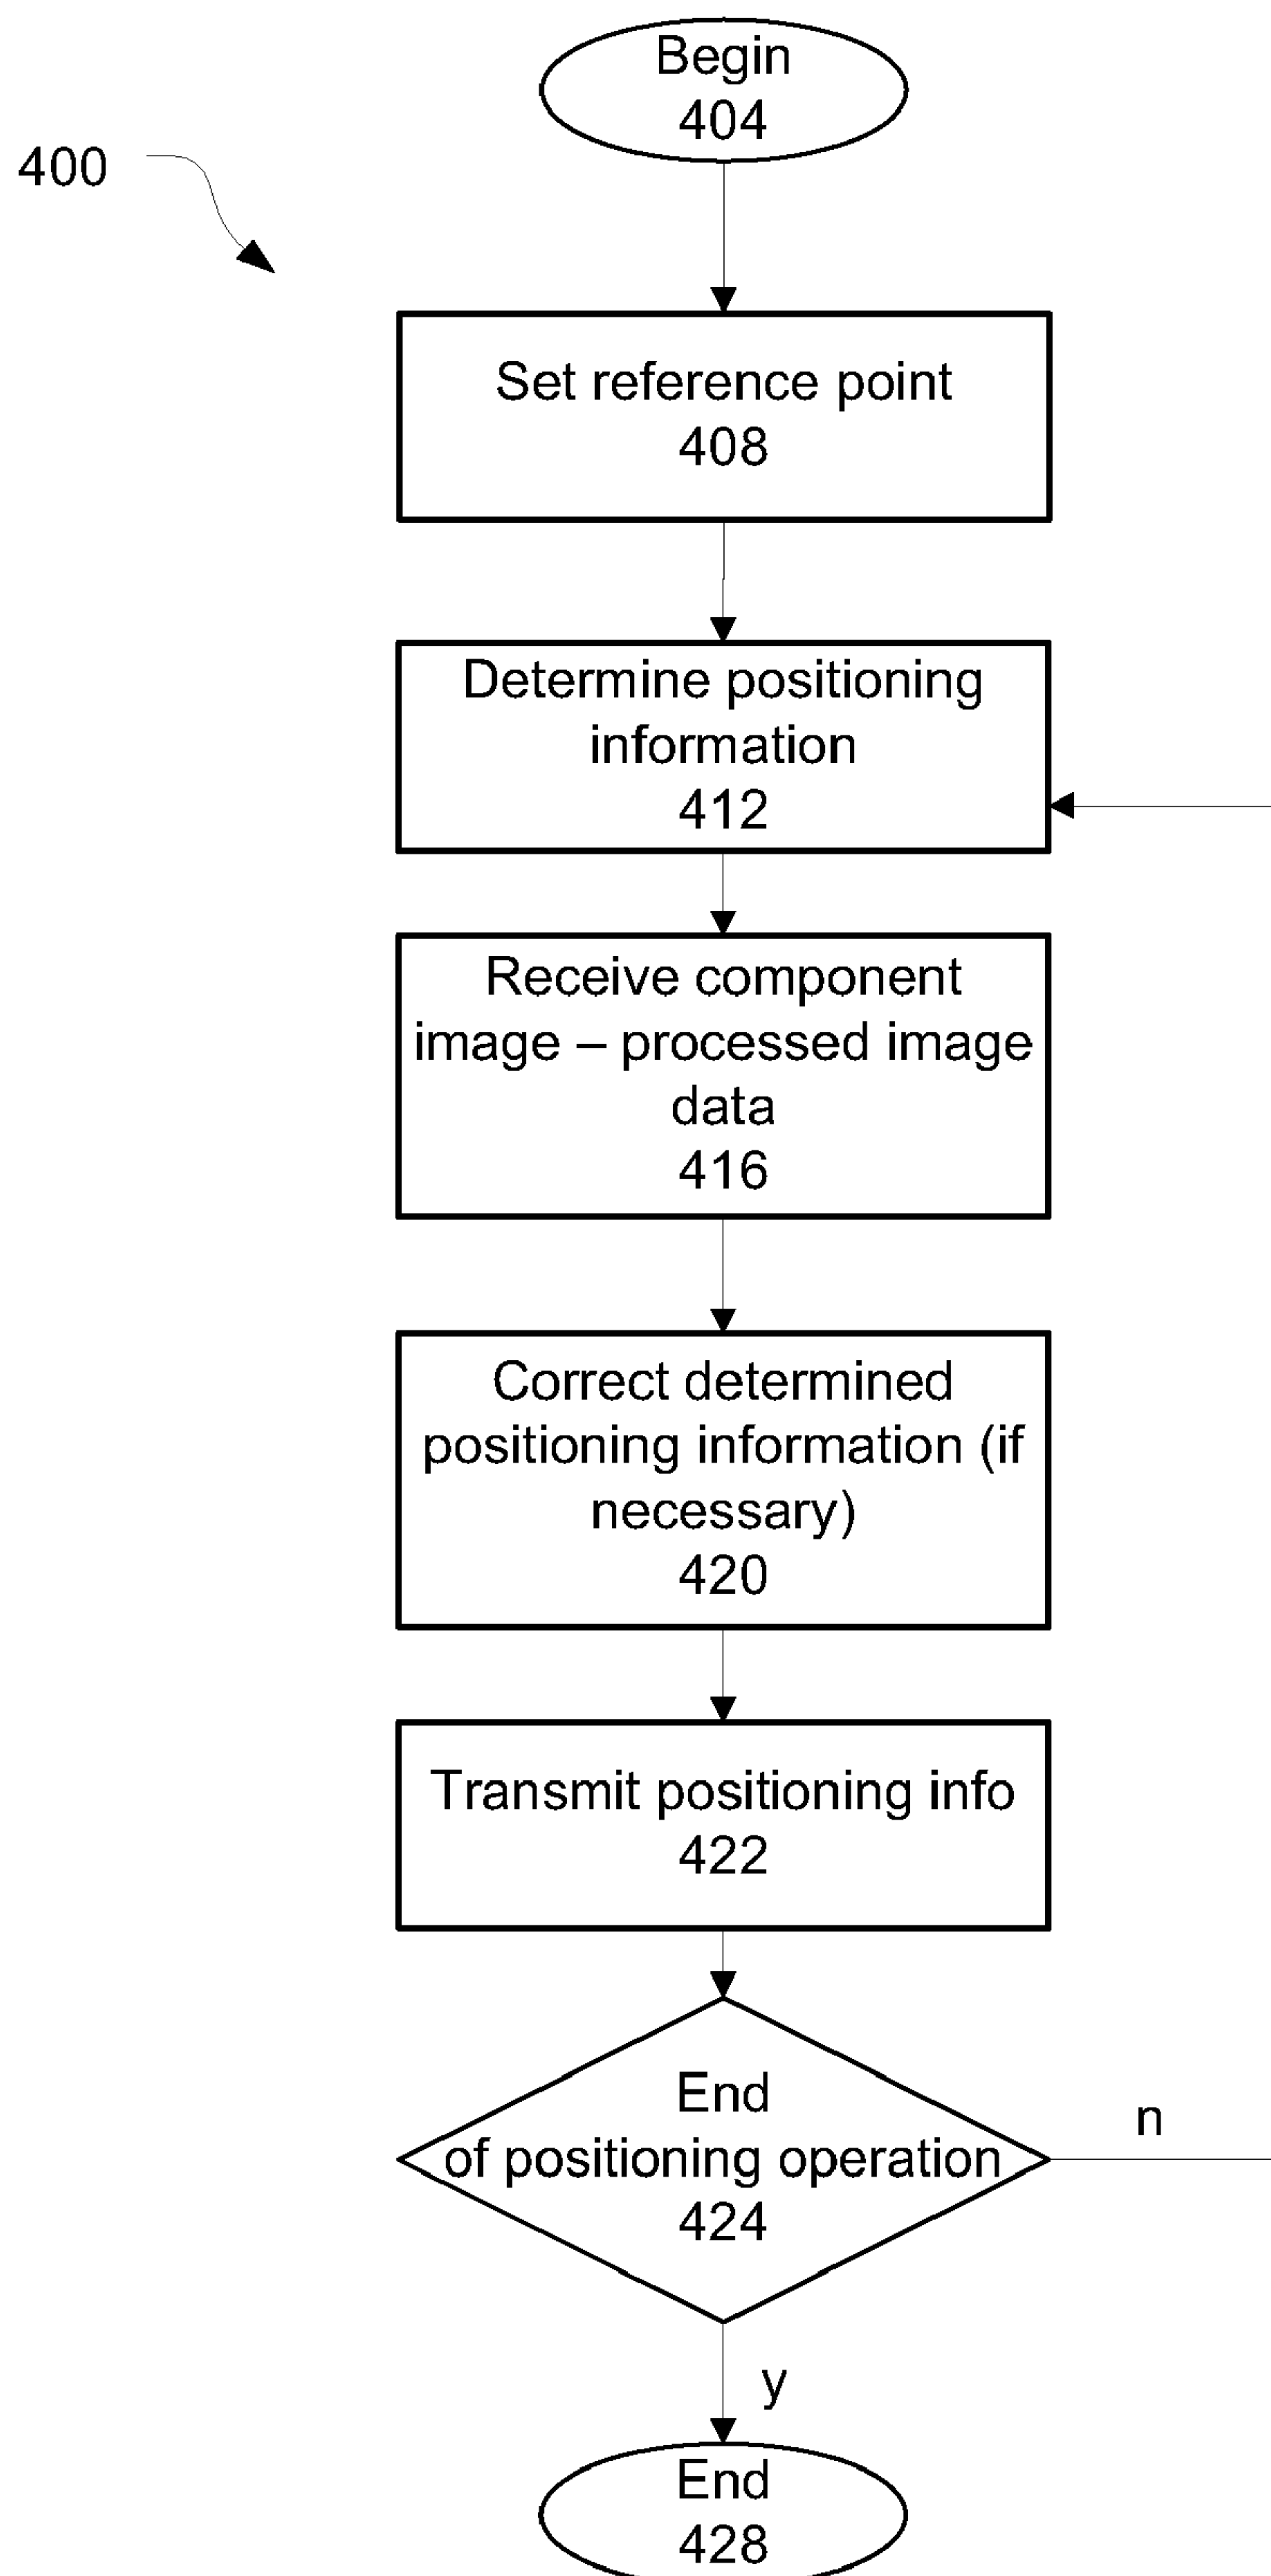 Begin
404
400
Set reference point
408
Determine positioning
information
412
Receive component
image – processed image
data
416
Correct determined
positioning information (if
necessary)
420
Transmit positioning info
422
End
of positioning operation
424
n
y
End
428